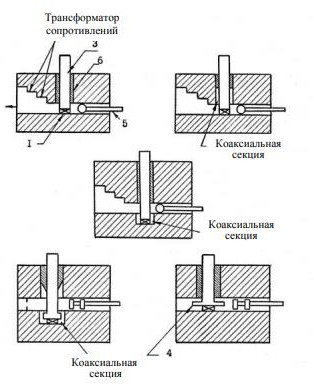 Трансформатор
сопротивлений
3
6
1
5
Коаксиальная
секция
Коаксиальная
секция
Коаксиальная
секция
4